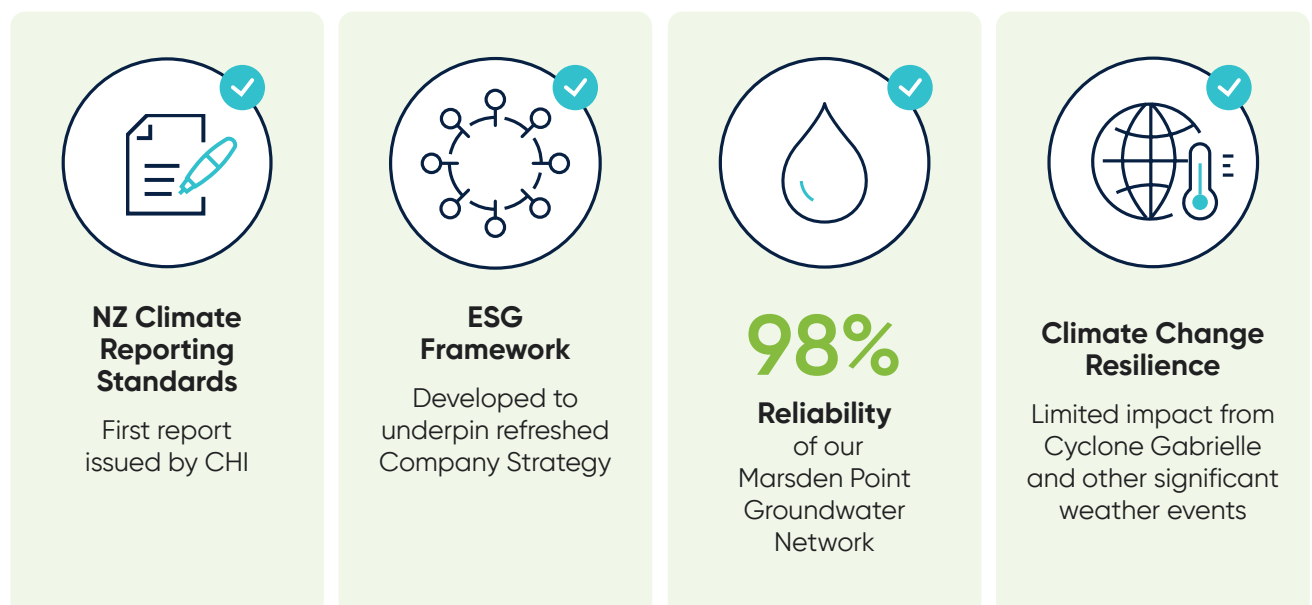 NZ Climate
Reporting
Standards
First report
issued by CHI
ESG
Framework
Developed to
underpin refreshed
Company Strategy
98%
Reliability
of our
Marsden Point
Groundwater
Network
Climate Change
Resilience
Limited impact from
Cyclone Gabrielle
and other significant
weather events